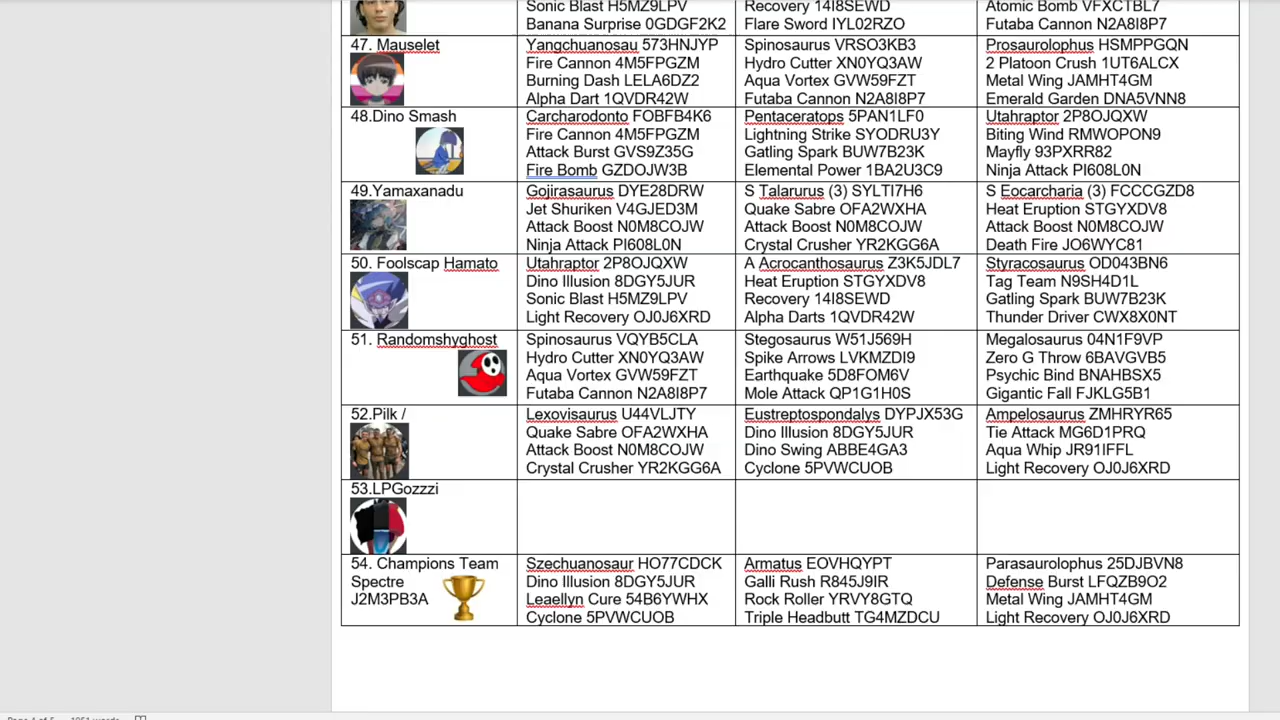 Sonic Blast H5MZ9LPV
Banana Surprise 0GDGF2K2
Recovery 14I8SEWD
Flare Sword IYL02RZO
Atomic Bomb VFXCTBL7
Futaba Cannon N2A8I8P7
47. Mauselet
Yangchuanosau 573HNJYP
Fire Cannon 4M5FPGZM
Burning Dash LELA6DZ2
Alpha Dart 1QVDR42W
Spinosaurus VRSO3KB3
Hydro Cutter XN0YQ3AW
Aqua Vortex GVW59FZT
Futaba Cannon N2A8I8P7
Prosaurolophus HSMPPGQN
2 Platoon Crush 1UT6ALCX
Metal Wing JAMHT4GM
Emerald Garden DNA5VNN8
48.Dino Smash
Carcharodonto FOBFB4K6
Fire Cannon 4M5FPGZM
Attack Burst GVS9Z35G
Fire Bomb GZDOJW3B
Pentaceratops 5PAN1LF0
Lightning Strike SYODRU3Y
Gatling Spark BUW7B23K
Elemental Power 1BA2U3C9
Utahraptor 2P8OJQXW
Biting Wind RMWOPON9
Mayfly 93PXRR82
Ninja Attack PI608L0N
49.Yamaxanadu
Gojirasaurus DYE28DRW
Jet Shuriken V4GJED3M
Attack Boost N0M8COJW
Ninja Attack PI608L0N
S Talarurus (3) SYLTI7H6
Quake Sabre OFA2WXHA
Attack Boost N0M8COJW
Crystal Crusher YR2KGG6A
S Eocarcharia (3) FCCCGZD8
Heat Eruption STGYXDV8
Attack Boost N0M8COJW
Death Fire JO6WYC81
50. Foolscap Hamato
Utahraptor 2P8OJQXW
Dino Illusion 8DGY5JUR
Sonic Blast H5MZ9LPV
Light Recovery OJ0J6XRD
A Acrocanthosaurus Z3K5JDL7
Heat Eruption STGYXDV8
Recovery 14I8SEWD
Alpha Darts 1QVDR42W
Styracosaurus OD043BN6
Tag Team N9SH4D1L
Gatling Spark BUW7B23K
Thunder Driver CWX8X0NT
51. Randomshyghost
Spinosaurus VQYB5CLA
Hydro Cutter XN0YQ3AW
Aqua Vortex GVW59FZT
Futaba Cannon N2A8I8P7
Stegosaurus W51J569H
Spike Arrows LVKMZDI9
Earthquake 5D8FOM6V
Mole Attack QP1G1H0S
Megalosaurus 04N1F9VP
Zero G Throw 6BAVGVB5
Psychic Bind BNAHBSX5
Gigantic Fall FJKLG5B1
52.Pilk /
Lexovisaurus U44VLJTY
Quake Sabre OFA2WXHA
Attack Boost N0M8COJW
Crystal Crusher YR2KGG6A
Eustreptospondalys DYPJX53G
Dino Illusion 8DGY5JUR
Dino Swing ABBE4GA3
Cyclone 5PVWCUOB
Ampelosaurus ZMHRYR65
Tie Attack MG6D1PRQ
Aqua Whip JR91IFFL
Light Recovery OJ0J6XRD
53.LPGozzzi
54. Champions Team
Spectre
J2M3PB3A
Szechuanosaur HO77CDCK
Dino Illusion 8DGY5JUR
Leaellyn Cure 54B6YWHX
Cyclone 5PVWCUOB
Armatus EOVHQYPT
Galli Rush R845J9IR
Rock Roller YRVY8GTQ
Triple Headbutt TG4MZDCU
Parasaurolophus 25DJBVN8
Defense Burst LFQZB9O2
Metal Wing JAMHT4GM
Light Recovery OJ0J6XRD